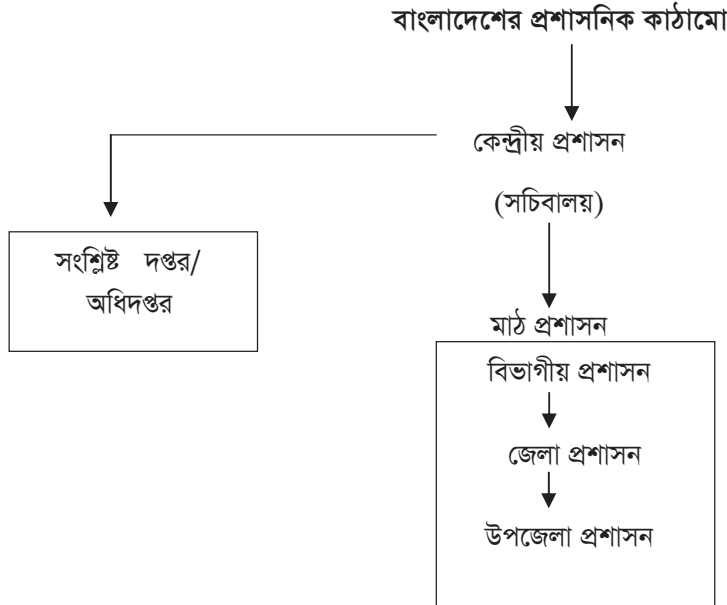 বাংলাদেশের প্রশাসনিক কাঠামো
কেন্দ্রীয় প্রশাসন
(সচিবালয়)
সংশ্লিষ্ট দপ্তর/
অধিদপ্তর
মাঠ প্রশাসন
বিভাগীয় প্রশাসন
জেলা প্রশাসন
উপজেলা প্রশাসন